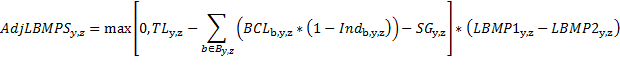 AdjLBMPS_{y,z} = max[0, TL_{y,z} − ∑_{b∈B_{y,z}} (BCL_{b,y,z} ∗ (1 − Ind_{b,y,z})) − SG_{y,z}] ∗ (LBMP1_{y,z} − LBMP2_{y,z})